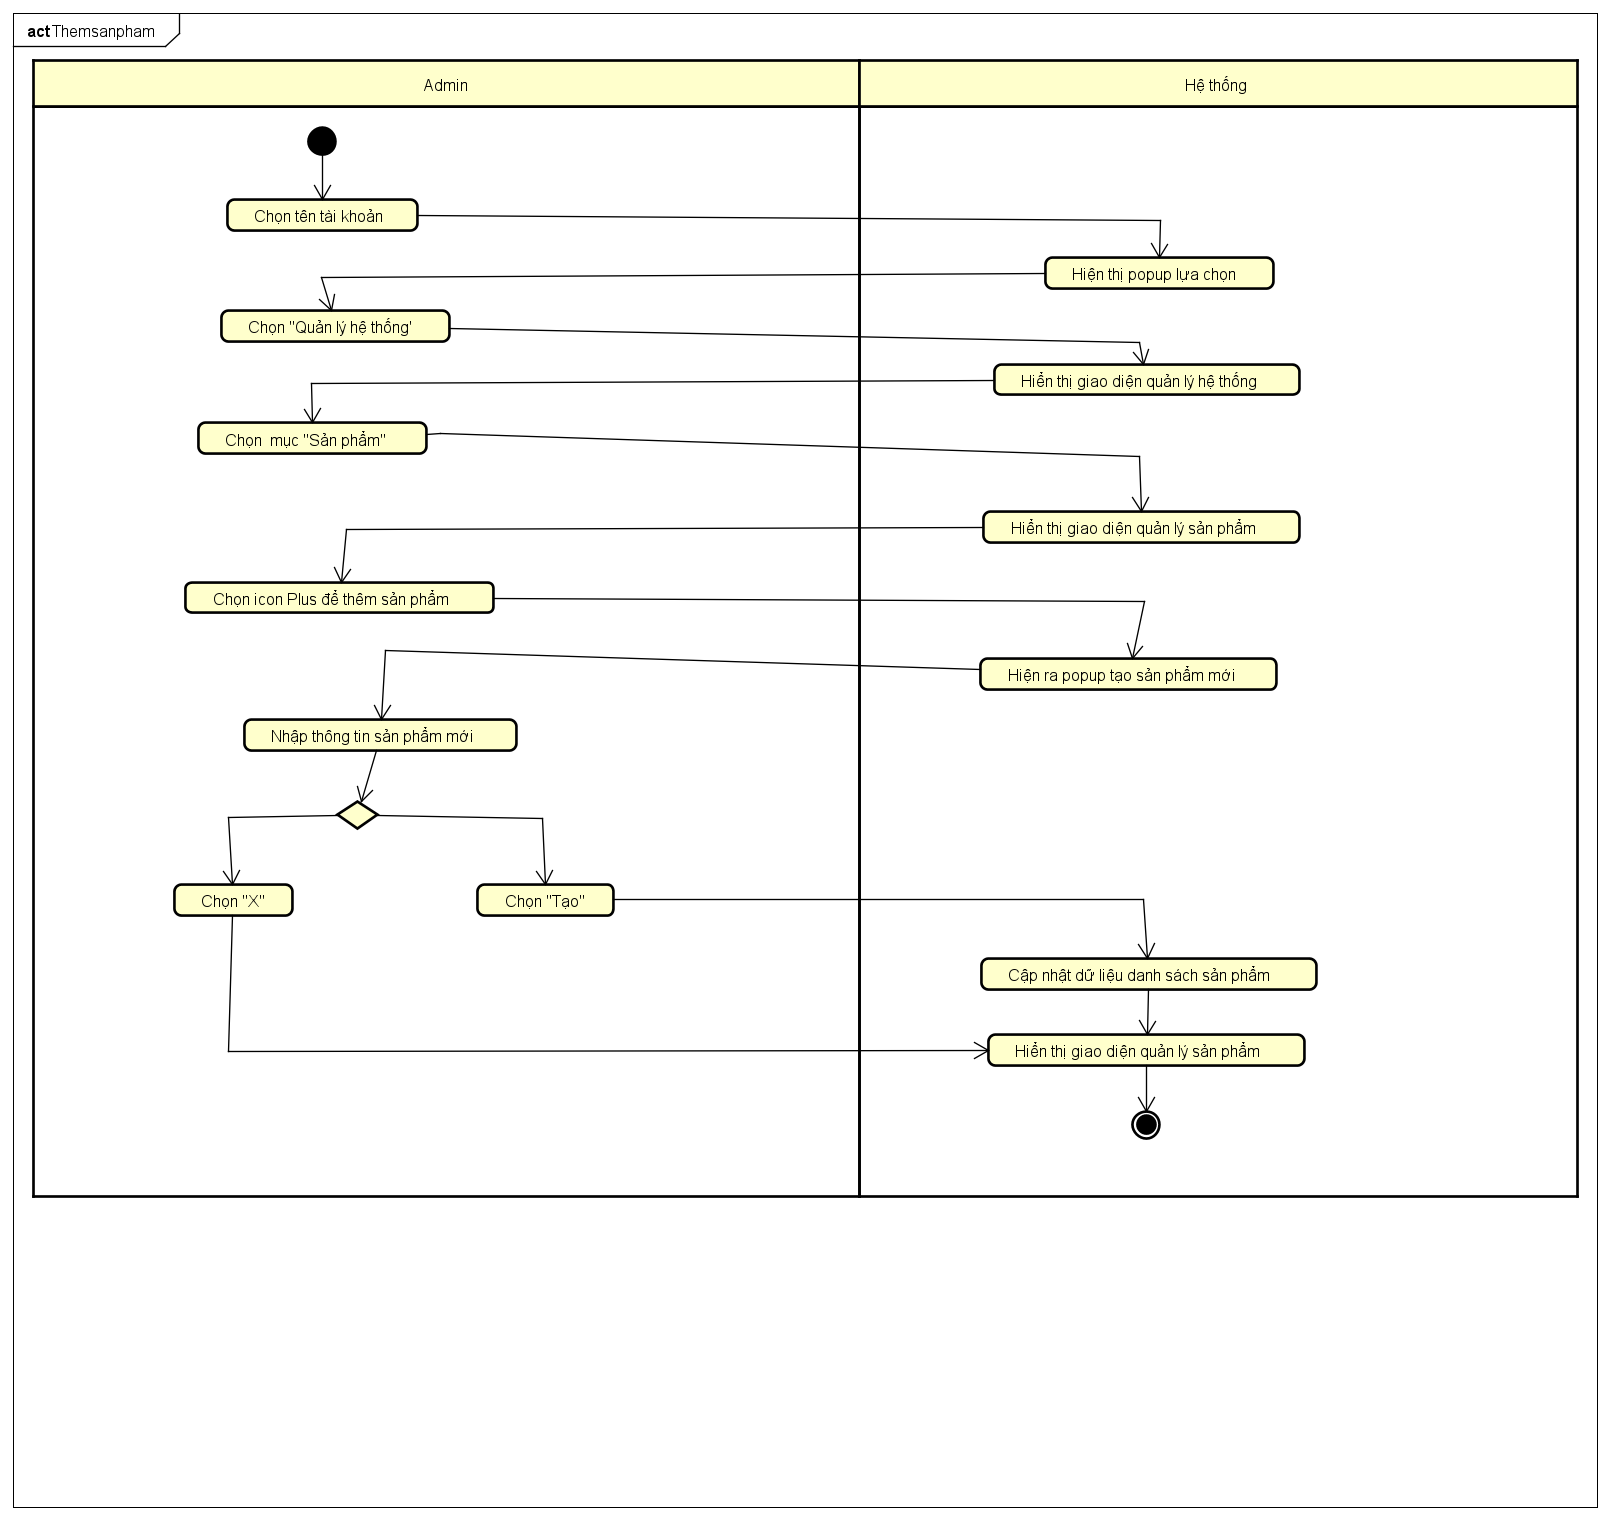 act Themsanpham
Admin
Hệ thống
Chọn tên tài khoản
Hiện thị popup lựa chọn
Chọn "Quản lý hệ thống'
Hiển thị giao diện quản lý hệ thống
Chọn  mục "Sản phẩm"
Hiển thị giao diện quản lý sản phẩm
Chọn icon Plus để thêm sản phẩm
Hiện ra popup tạo sản phẩm mới
Nhập thông tin sản phẩm mới
Chọn "X"
Chọn "Tạo"
Cập nhật dữ liệu danh sách sản phẩm
Hiển thị giao diện quản lý sản phẩm